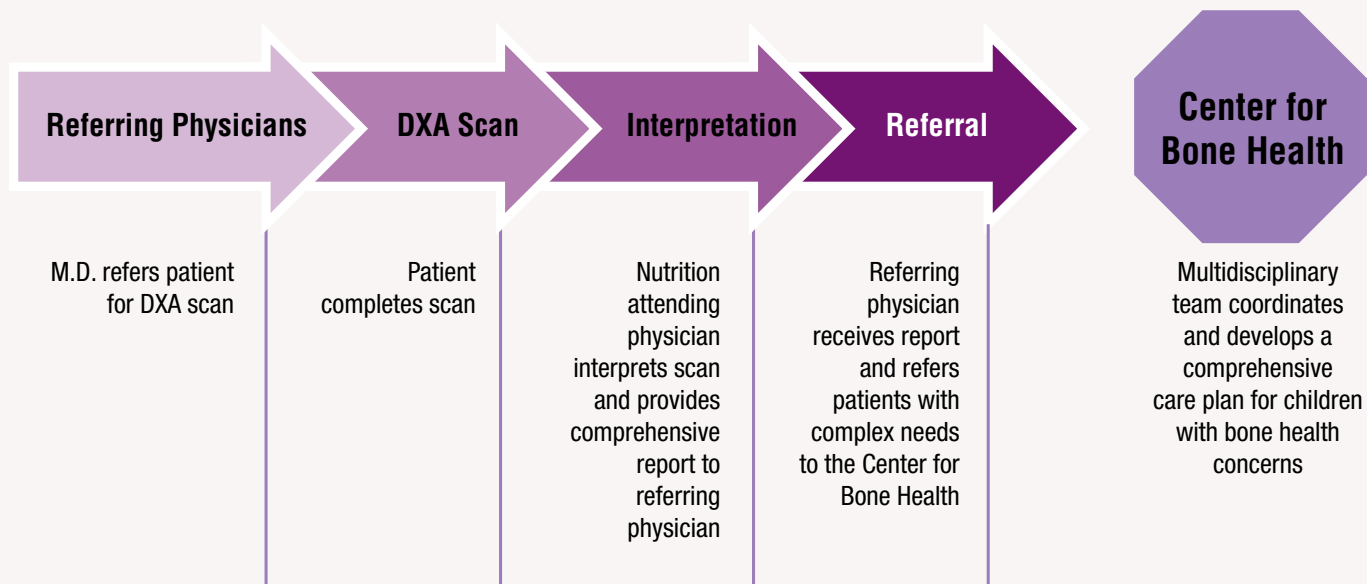 Referring Physicians
DXA Scan
Interpretation
Referral
Center for
Bone Health
M.D. refers patient
for DXA scan
Patient
completes scan
Nutrition
attending
physician
interprets scan
and provides
comprehensive
report to
referring
physician
Referring
physician
receives report
and refers
patients with
complex needs
to the Center for
Bone Health
Multidisciplinary
team coordinates
and develops a
comprehensive
care plan for children
with bone health
concerns